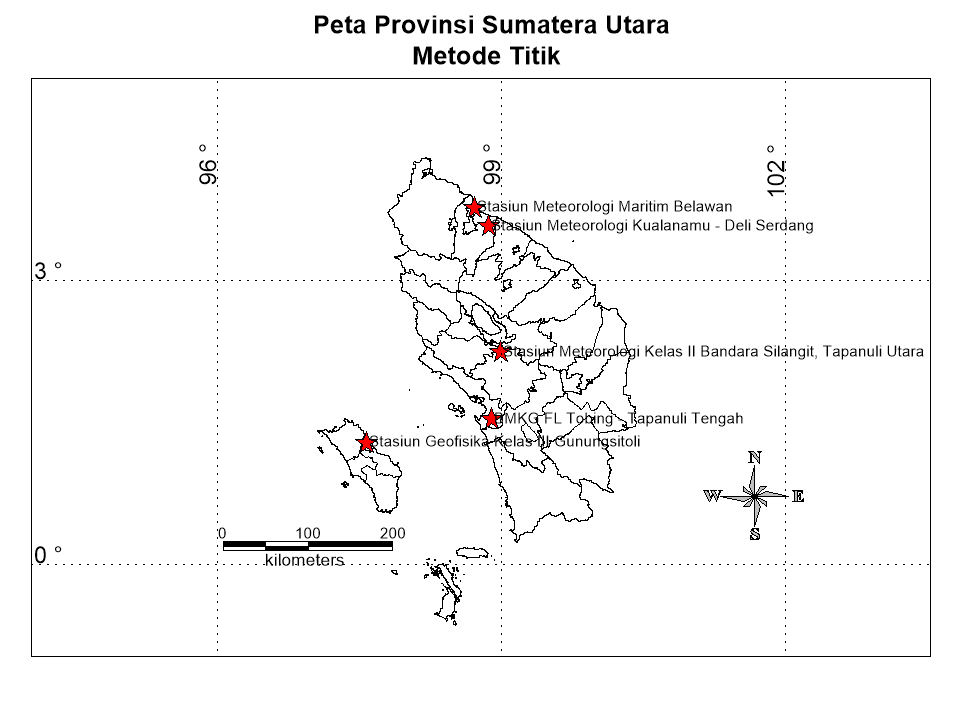 Peta Provinsi Sumatera Utara
Metode Titik
96 °
99 °
102 °
Stasiun Meteorologi Maritim Belawan
Stasiun Meteorologi Kualanamu - Deli Serdang
3 °
Stasiun Meteorologi Kelas II Bandara Silangit, Tapanuli Utara
BMKG FL Tobing - Tapanuli Tengah
Stasiun Geofisika Kelas III Gunungsitoli
N
W E
S
0 100 200
kilometers
0 °